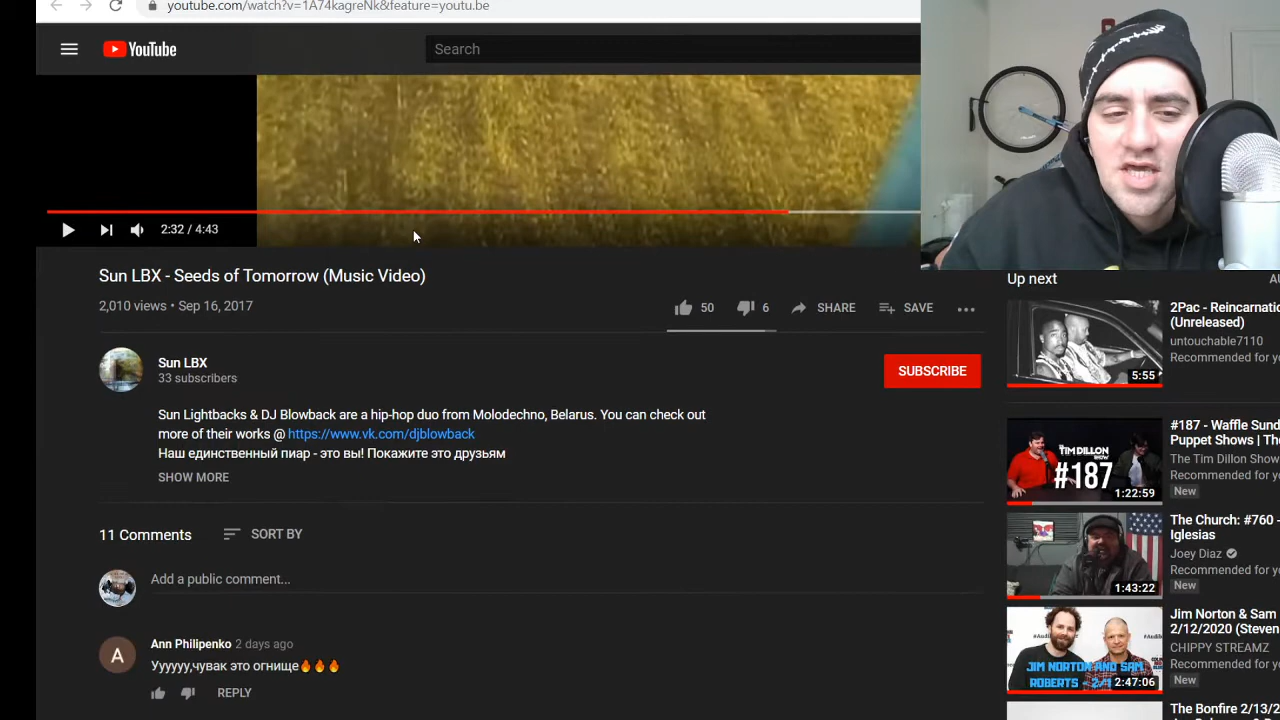 youtube.com/watch?v=1A74kagreNk&feature=youtu.be
YouTube
Search
2:32 / 4:43
Sun LBX - Seeds of Tomorrow (Music Video)
2,010 views • Sep 16, 2017
50
6
SHARE
SAVE
Sun LBX
33 subscribers
SUBSCRIBE
Sun Lightbacks & DJ Blowback are a hip-hop duo from Molodechno, Belarus. You can check out
more of their works @ https://www.vk.com/djblowback
Наш единственный пиар - это вы! Покажите это друзьям
SHOW MORE
11 Comments
SORT BY
Add a public comment...
A
Ann Philipenko 2 days ago
Уууууу,чувак это огнище🔥🔥🔥
REPLY
Up next
AU
2Pac - Reincarnati
(Unreleased)
untouchable7110
Recommended for yo
5:55
#187 - Waffle Sund
Puppet Shows | The
The Tim Dillon Show
Recommended for yo
New
THE TIM DILLON SHOW
#187
1:22:59
The Church: #760 -
Iglesias
Joey Diaz
Recommended for yo
New
1:43:22
Jim Norton & Sam
2/12/2020 (Steven
CHIPPY STREAMZ
Recommended for yo
New
JIM NORTON AND SAM
ROBERTS - 2/1
2:47:06
The Bonfire 2/13/2